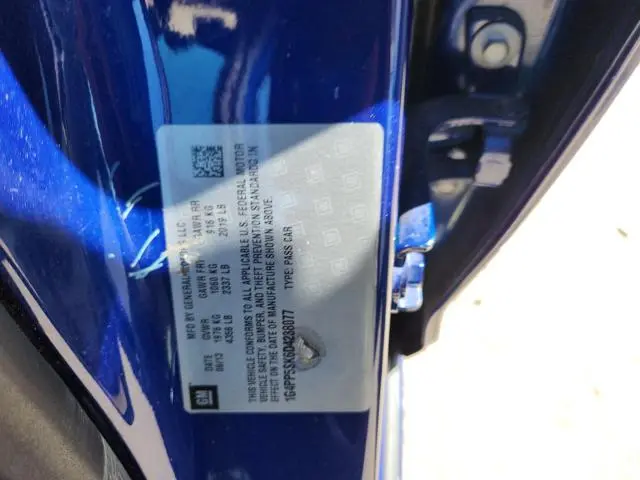 GM
MFD BY GENERAL MOTORS LLC
DATE GVWR GAWR FRT GAWR RR
1976 KG 1060 KG 916 KG
4356 LB 2337 LB 2019 LB
THIS VEHICLE CONFORMS TO ALL APPLICABLE U.S. FEDERAL MOTOR
VEHICLE SAFETY, BUMPER, AND THEFT PREVENTION STANDARDS IN
EFFECT ON THE DATE OF MANUFACTURE SHOWN ABOVE.
1G4PP5SK6D4238077 TYPE: PASS CAR